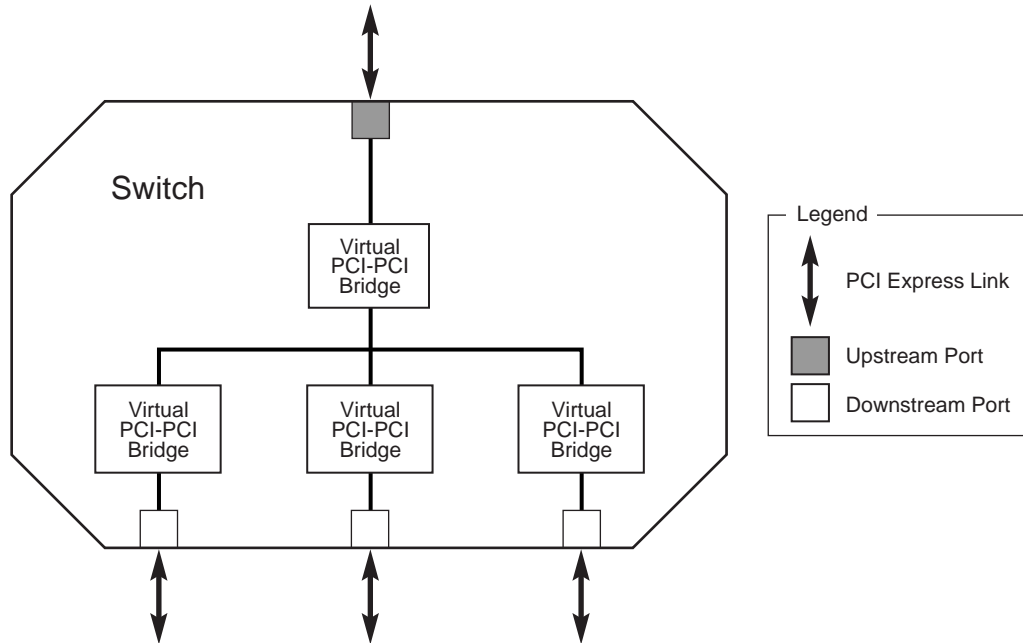 Switch
Virtual
PCI-PCI
Bridge
Virtual
PCI-PCI
Bridge
Virtual
PCI-PCI
Bridge
Virtual
PCI-PCI
Bridge
Legend
PCI Express Link
Upstream Port
Downstream Port